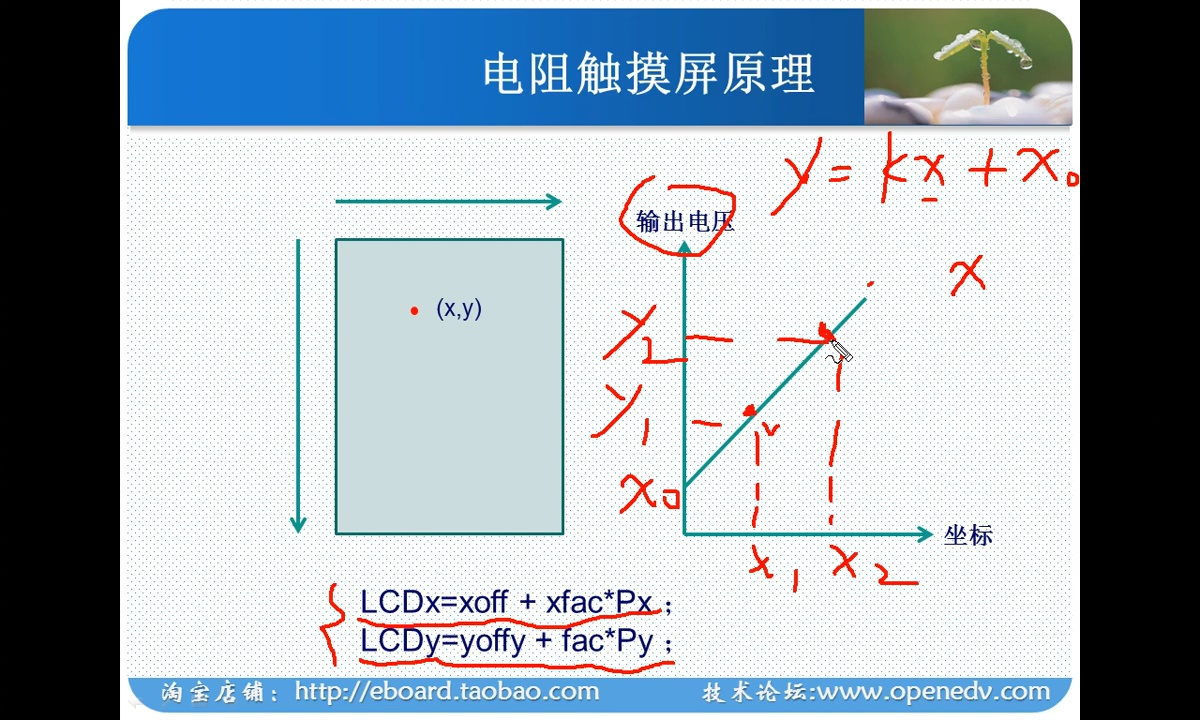 电阻触摸屏原理
y = kx + x0
输出电压
x
(x,y)
y2
y1
x0
坐标
x1 x2
LCDx=xoff + xfac*Px ；
LCDy=yoffy + fac*Py ；
淘宝店铺：http://eboard.taobao.com 技术论坛:www.openedv.com